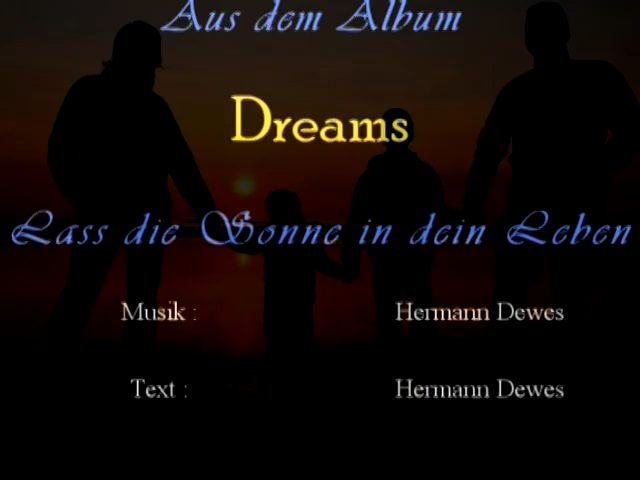 Aus dem Album
Dreams
Lass die Sonne in dein Leben
Musik : Hermann Dewes
Text : Hermann Dewes